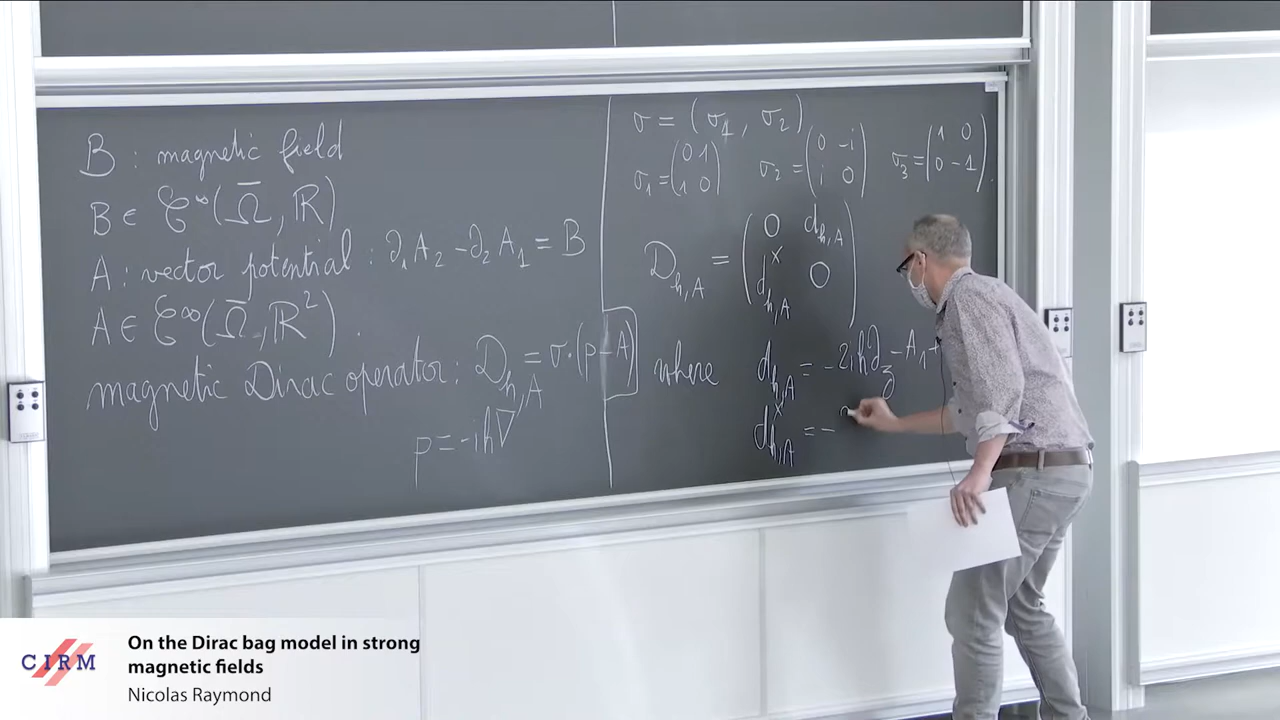 B : magnetic field
B ∈ 𝒞^∞(Ω̄, ℝ)
A : vector potential : ∂₁A₂ − ∂₂A₁ = B
A ∈ 𝒞^∞(Ω̄, ℝ²).
magnetic Dirac operator : D_{h,A} = σ·(p−A)
p = −ih∇
σ = (σ₁, σ₂)
σ₁ = (0 1
1 0) σ₂ = (0 −i
i 0) σ₃ = (1 0
0 −1).
D_{h,A} = (0 d_{h,A}
d^×_{h,A} 0)
where d_{h,A} = −2ih∂_z − A₁ +
d^×_{h,A} = − 2
CIRM
On the Dirac bag model in strong
magnetic fields
Nicolas Raymond